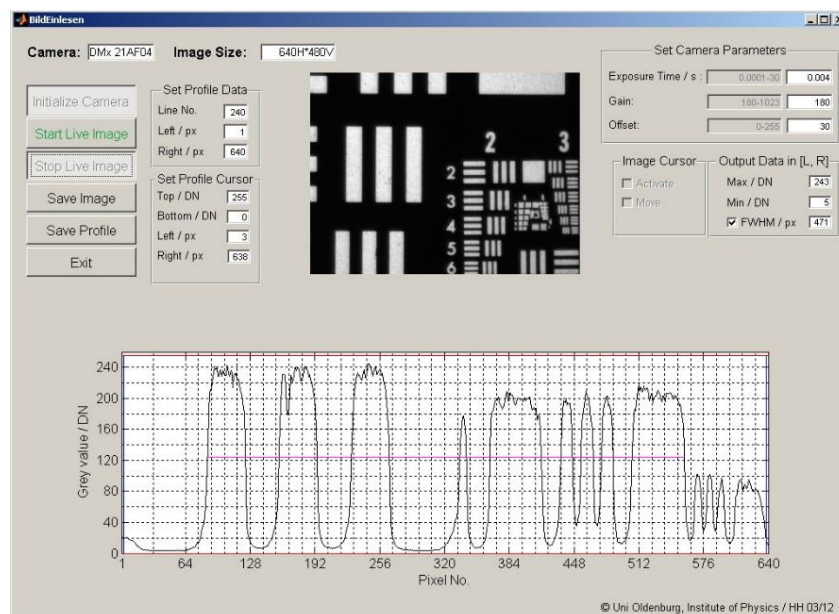 BildEinlesen
Camera: DMx 21AF04 Image Size: 640H*480V
Initialize Camera
Start Live Image
Stop Live Image
Save Image
Save Profile
Exit
Set Profile Data
Line No. 240
Left / px 1
Right / px 640
Set Profile Cursor
Top / DN 255
Bottom / DN 0
Left / px 3
Right / px 638
2 3
2
3
4
5
6
Set Camera Parameters
Exposure Time / s : 0.0001-30 0.004
Gain: 180-1023 180
Offset: 0-255 30
Image Cursor
Activate
Move
Output Data in [L, R]
Max / DN 243
Min / DN 5
FWHM / px 471
Grey value / DN
240
200
160
120
80
40
0
1 64 128 192 256 320 384 448 512 576 640
Pixel No.
© Uni Oldenburg, Institute of Physics / HH 03/12